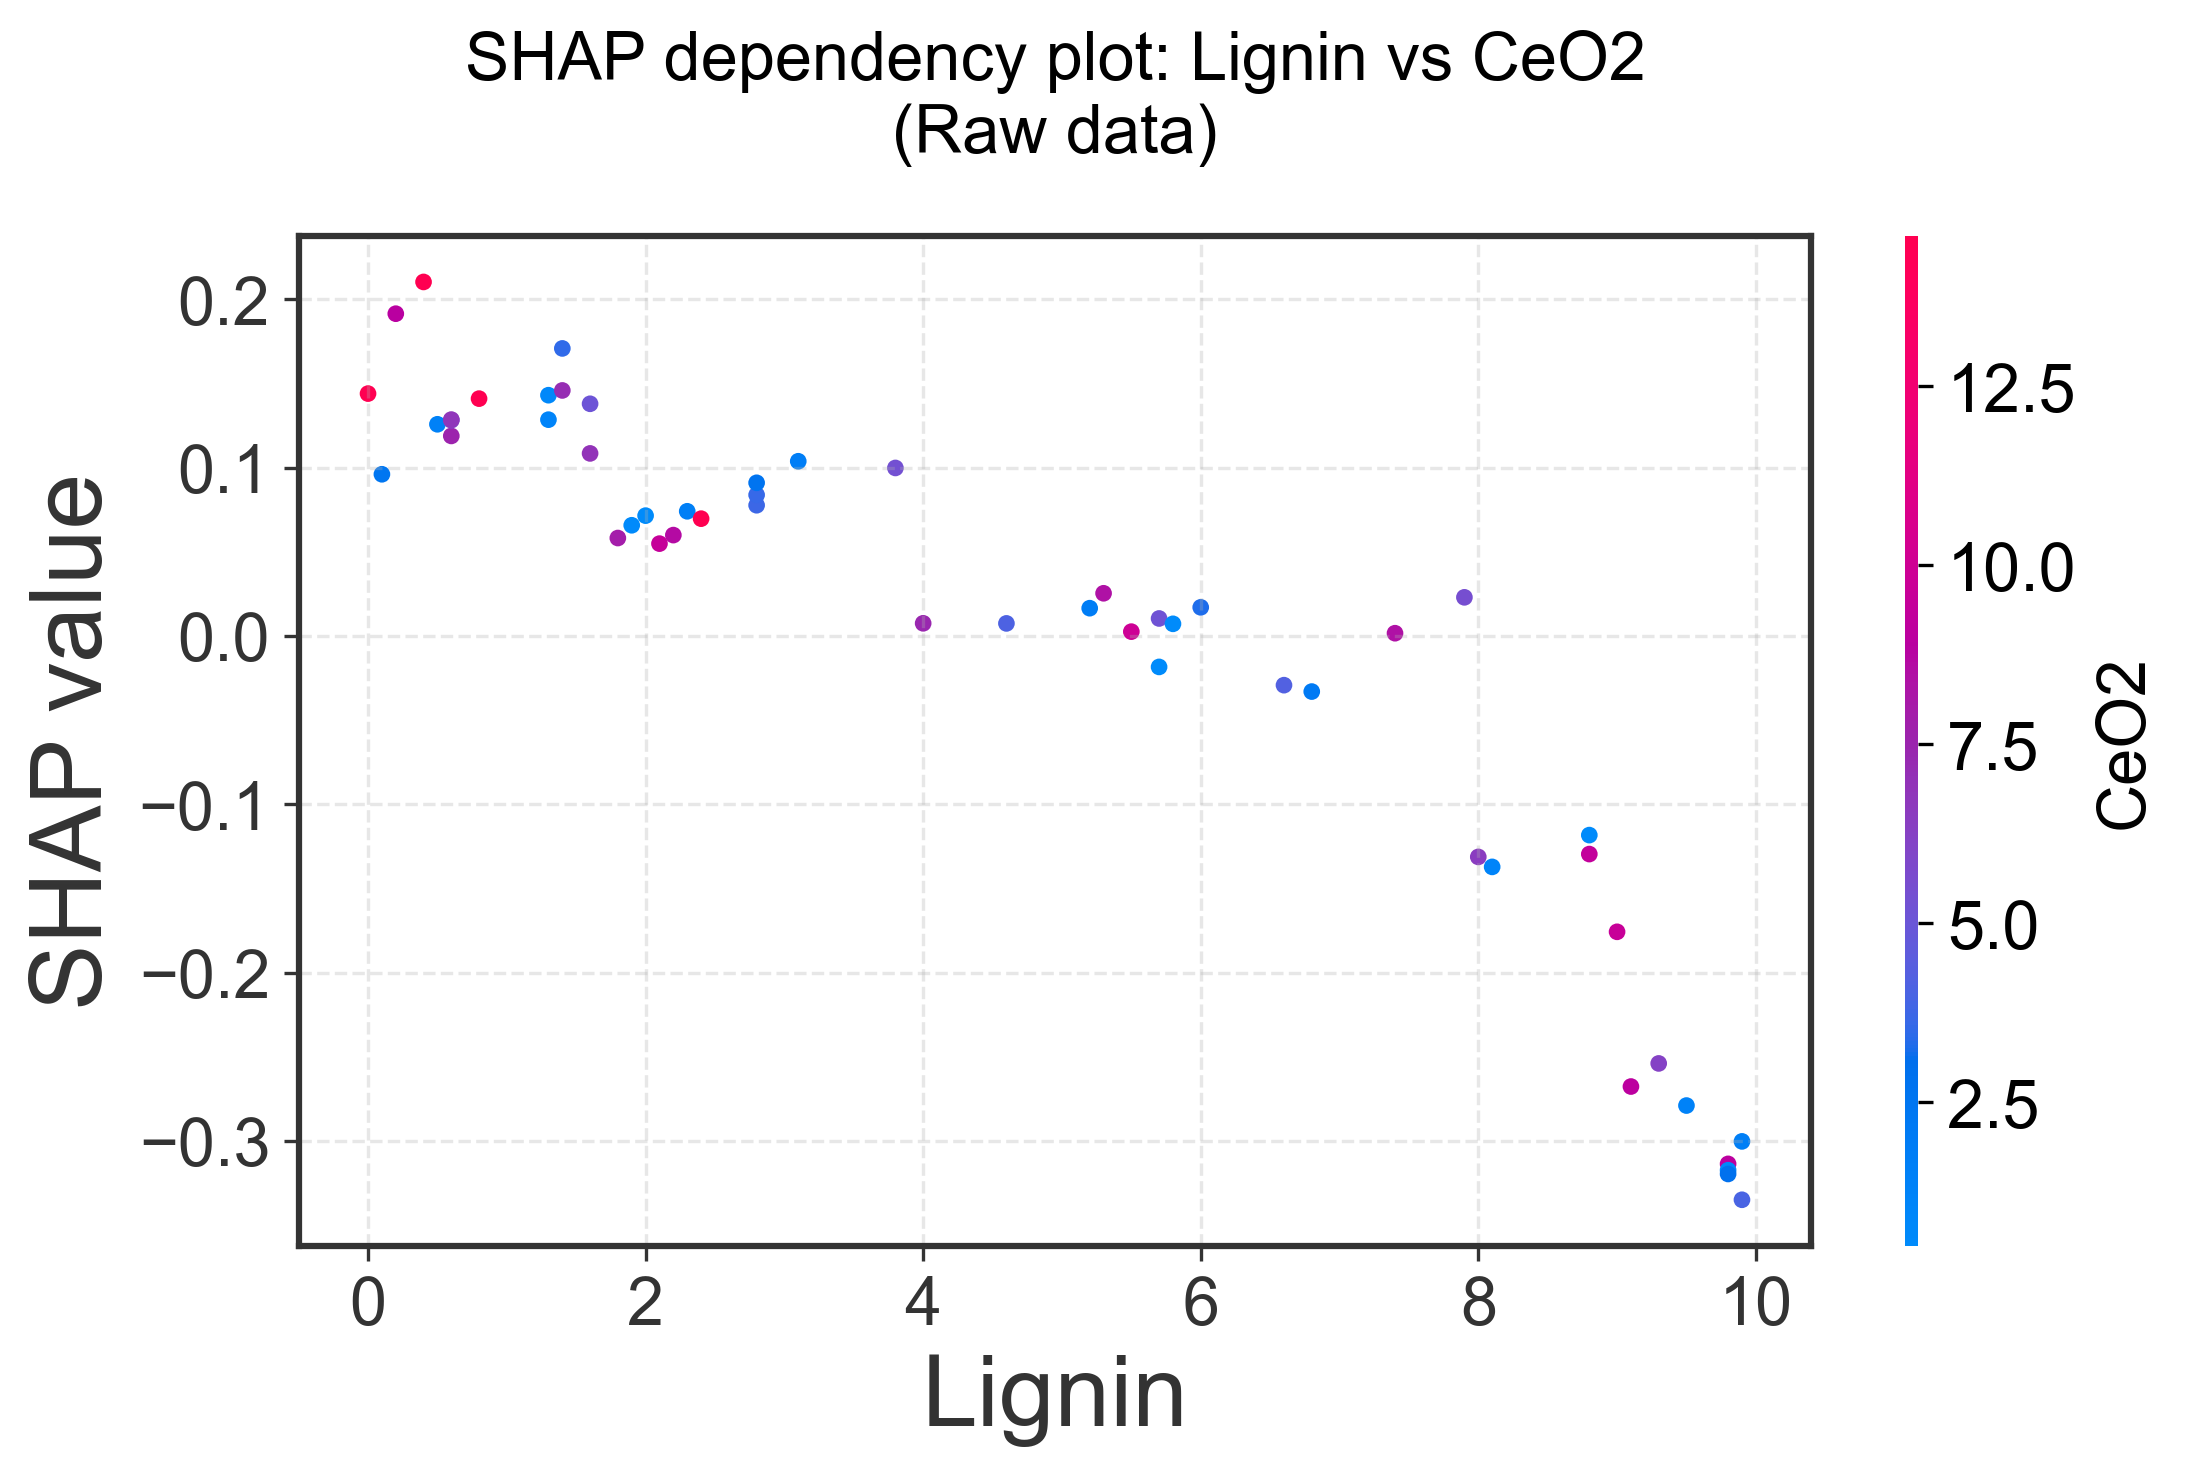 SHAP dependency plot: Lignin vs CeO2
(Raw data)
SHAP value
0.2
0.1
0.0
−0.1
−0.2
−0.3
0 2 4 6 8 10
Lignin
12.5
10.0
7.5
5.0
2.5
CeO2